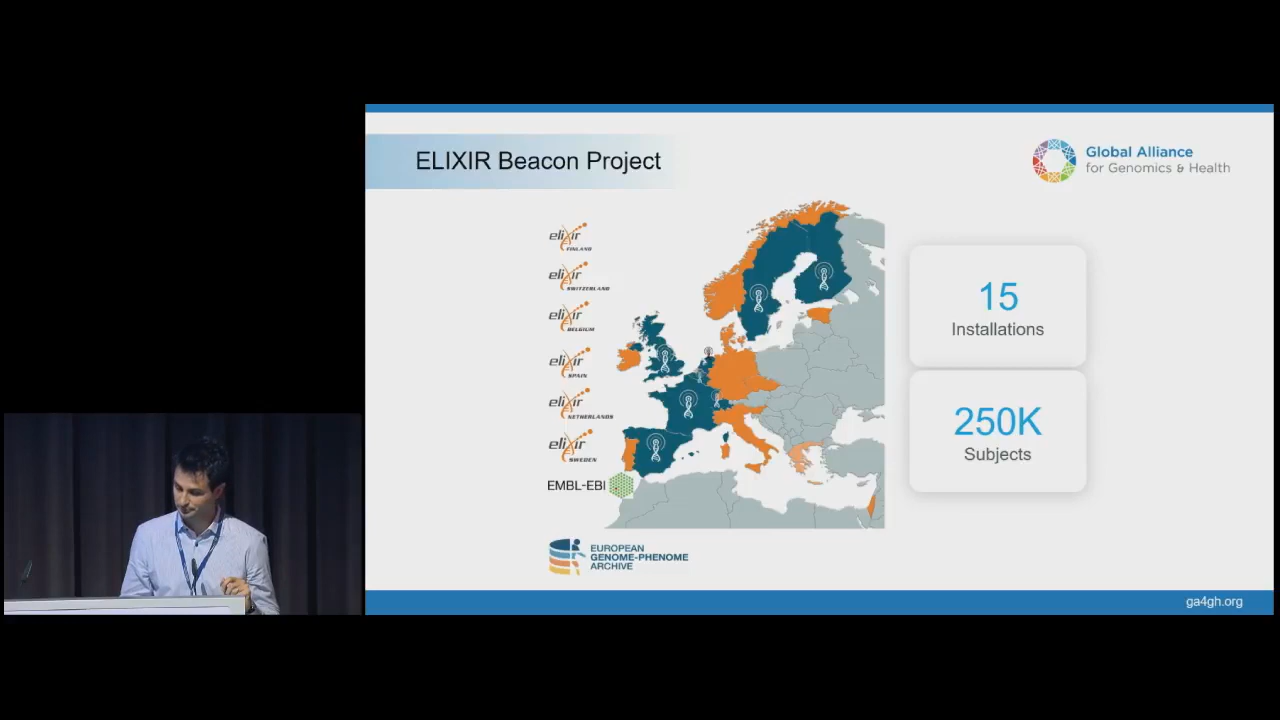 ELIXIR Beacon Project
Global Alliance
for Genomics & Health
elixir
FINLAND
elixir
SWITZERLAND
elixir
BELGIUM
elixir
SPAIN
elixir
NETHERLANDS
elixir
SWEDEN
EMBL-EBI
EUROPEAN
GENOME-PHENOME
ARCHIVE
15
Installations
250K
Subjects
ga4gh.org